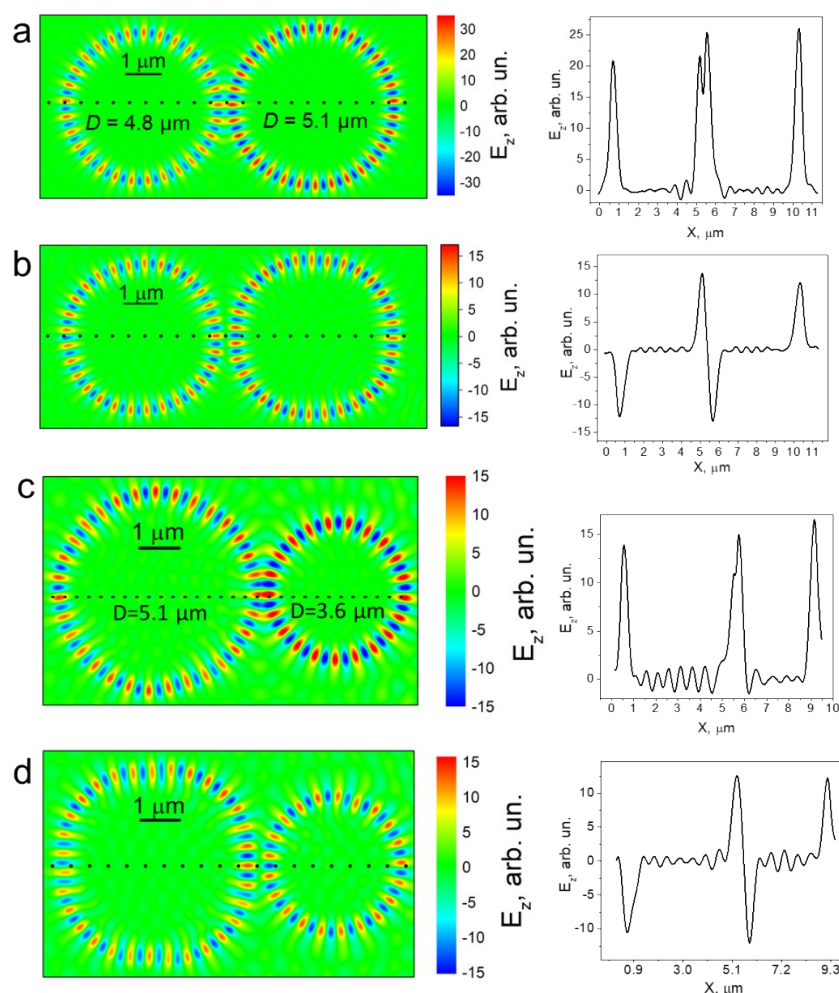 a
1 μm
D = 4.8 μm
D = 5.1 μm
30
20
10
0
-10
-20
-30
E_z, arb. un.
25
20
15
10
5
0
E_z, arb. un.
0 1 2 3 4 5 6 7 8 9 10 11
X, μm
b
1 μm
15
10
5
0
-5
-10
-15
E_z, arb. un.
15
10
5
0
-5
-10
-15
E_z, arb. un.
0 1 2 3 4 5 6 7 8 9 10 11
X, μm
c
1 μm
D=5.1 μm
D=3.6 μm
15
10
5
0
-5
-10
-15
E_z, arb. un.
15
10
5
0
E_z, arb. un.
0 1 2 3 4 5 6 7 8 9 10
X, μm
d
1 μm
15
10
5
0
-5
-10
-15
E_z, arb. un.
10
5
0
-5
-10
E_z, arb. un.
0.9 3.0 5.1 7.2 9.3
X, μm